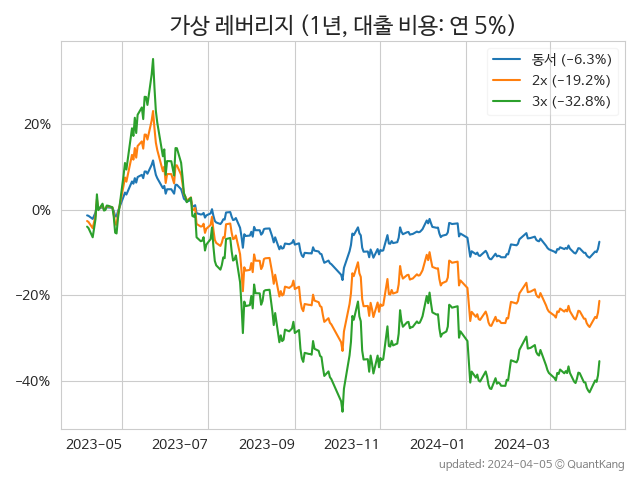 가상 레버리지 (1년, 대출 비용: 연 5%)
동서 (−6.3%)
2x (−19.2%)
3x (−32.8%)
20%
0%
−20%
−40%
2023−05 2023−07 2023−09 2023−11 2024−01 2024−03
updated: 2024-04-05 © QuantKang